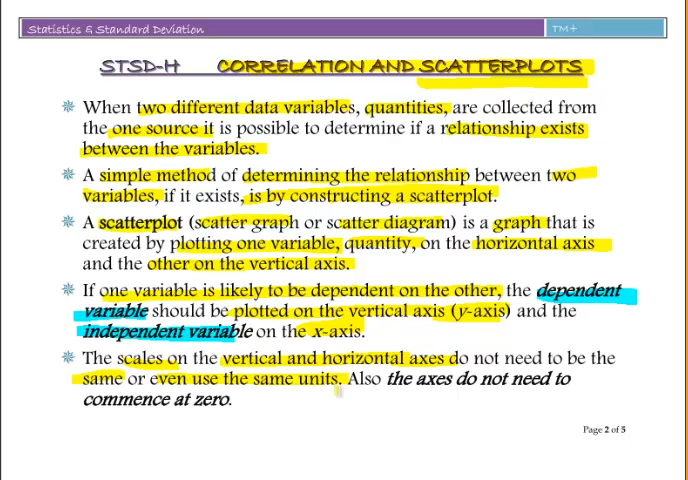 Statistics & Standard Deviation
TM+
STSD-H CORRELATION AND SCATTERPLOTS
When two different data variables, quantities, are collected from
the one source it is possible to determine if a relationship exists
between the variables.
A simple method of determining the relationship between two
variables, if it exists, is by constructing a scatterplot.
A scatterplot (scatter graph or scatter diagram) is a graph that is
created by plotting one variable, quantity, on the horizontal axis
and the other on the vertical axis.
If one variable is likely to be dependent on the other, the dependent
variable should be plotted on the vertical axis (y-axis) and the
independent variable on the x-axis.
The scales on the vertical and horizontal axes do not need to be the
same or even use the same units. Also the axes do not need to
commence at zero.
Page 2 of 5